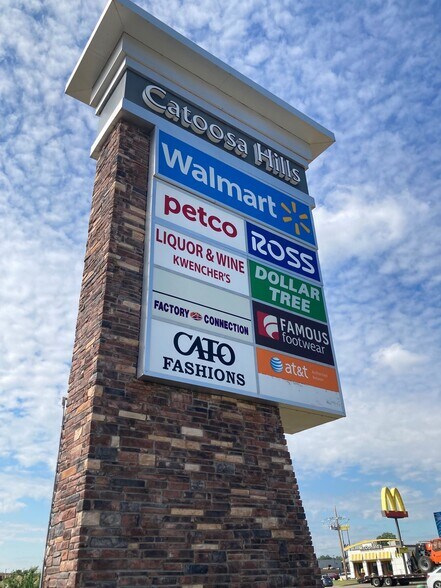 Catoosa Hills
Walmart
petco
ROSS
LIQUOR & WINE
KWENCHER'S
DOLLAR
TREE
FACTORY CONNECTION
FAMOUS
footwear
CATO
FASHIONS
at&t